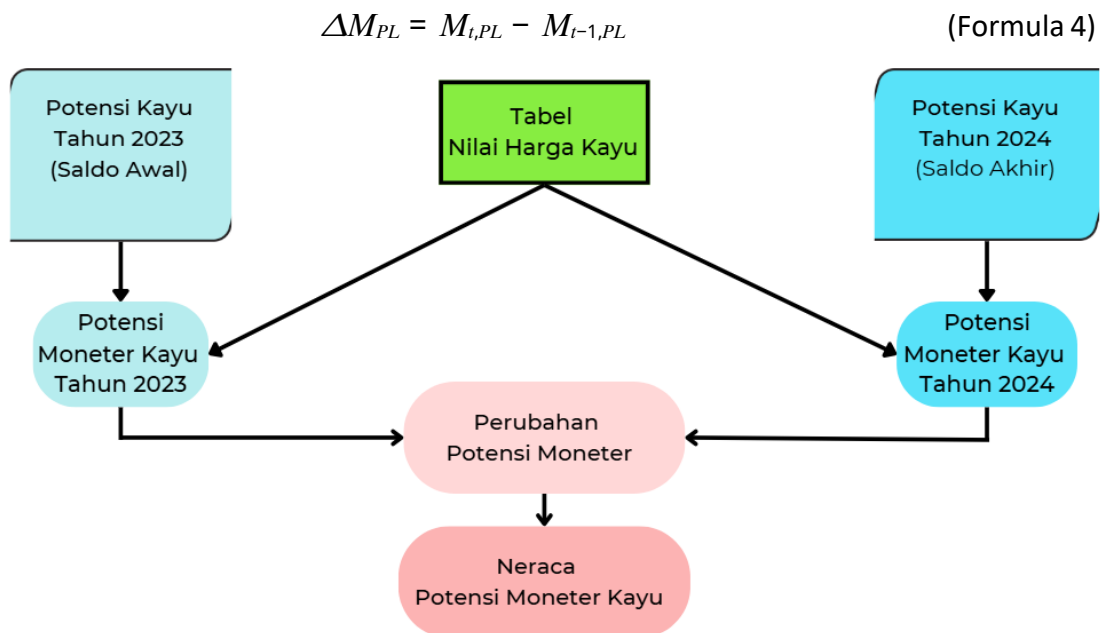 ΔM_PL = M_t,PL − M_t−1,PL (Formula 4)
Potensi Kayu
Tahun 2023
(Saldo Awal)
Tabel
Nilai Harga Kayu
Potensi Kayu
Tahun 2024
(Saldo Akhir)
Potensi
Moneter Kayu
Tahun 2023
Potensi
Moneter Kayu
Tahun 2024
Perubahan
Potensi Moneter
Neraca
Potensi Moneter Kayu